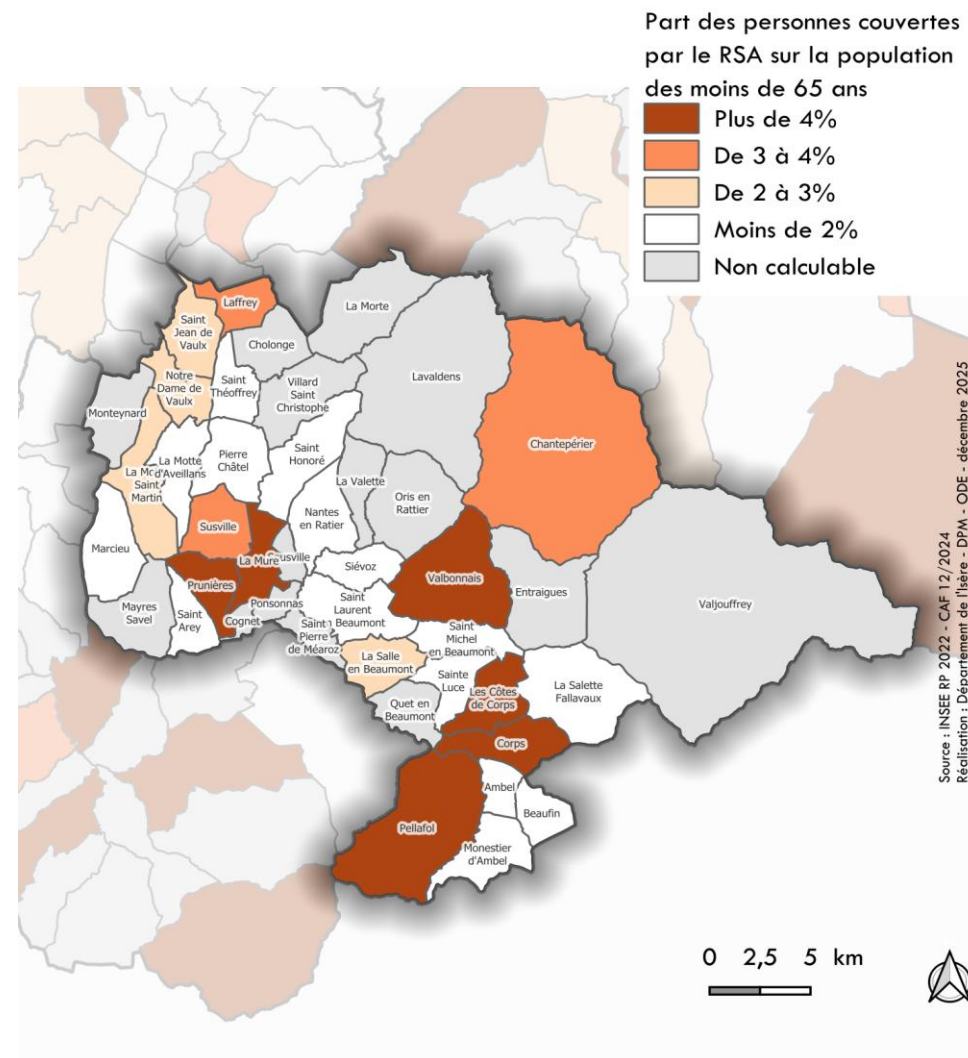 Part des personnes couvertes
par le RSA sur la population
des moins de 65 ans
Plus de 4%
De 3 à 4%
De 2 à 3%
Moins de 2%
Non calculable
Laffrey
La Morte
Saint
Jean de
Vaulx
Cholonge
Lavaldens
Notre
Dame de
Vaulx
Saint
Théoffrey
Villard
Saint
Christophe
Monteynard
Chantepérier
La Motte
d'Aveillans
Pierre
Châtel
Saint
Honoré
La
Saint
Martin
La Valette
Oris en
Rattier
Nantes
en Ratier
Susville
Marcieu
La Mure
Siévoz
Valbonnais
Prunières
Entraigues
Valjouffrey
Mayres
Savel
Saint
Arey
Ponsonnas
Cognet
Saint
Laurent
Beaumont
Saint
Pierre
de Méaroz
Saint
Michel
en Beaumont
La Salle
en Beaumont
Sainte
Luce
La Salette
Fallavaux
Les Côtes
de Corps
Quet en
Beaumont
Corps
Ambel
Beaufin
Pellafol
Monestier
d'Ambel
0 2,5 5 km
Source : INSEE RP 2022 - CAF 12/2024
Réalisation : Département de l'Isère - DPM - ODE - décembre 2025